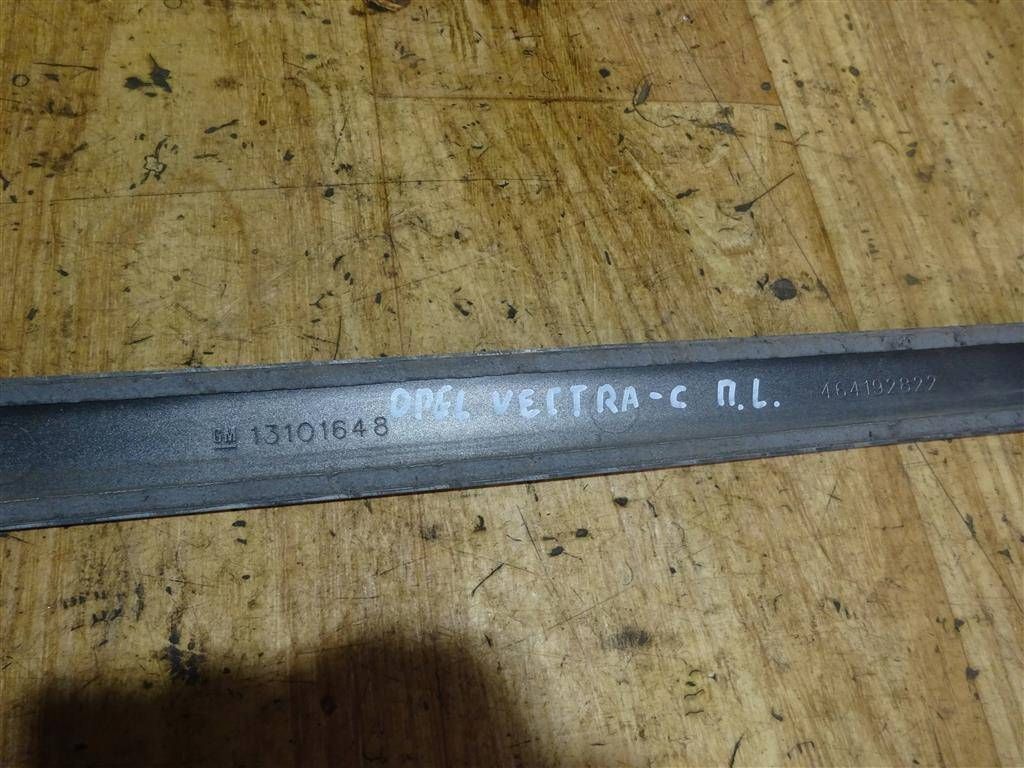 GM 13101648
OPEL VECTRA-C П.L.
464192822